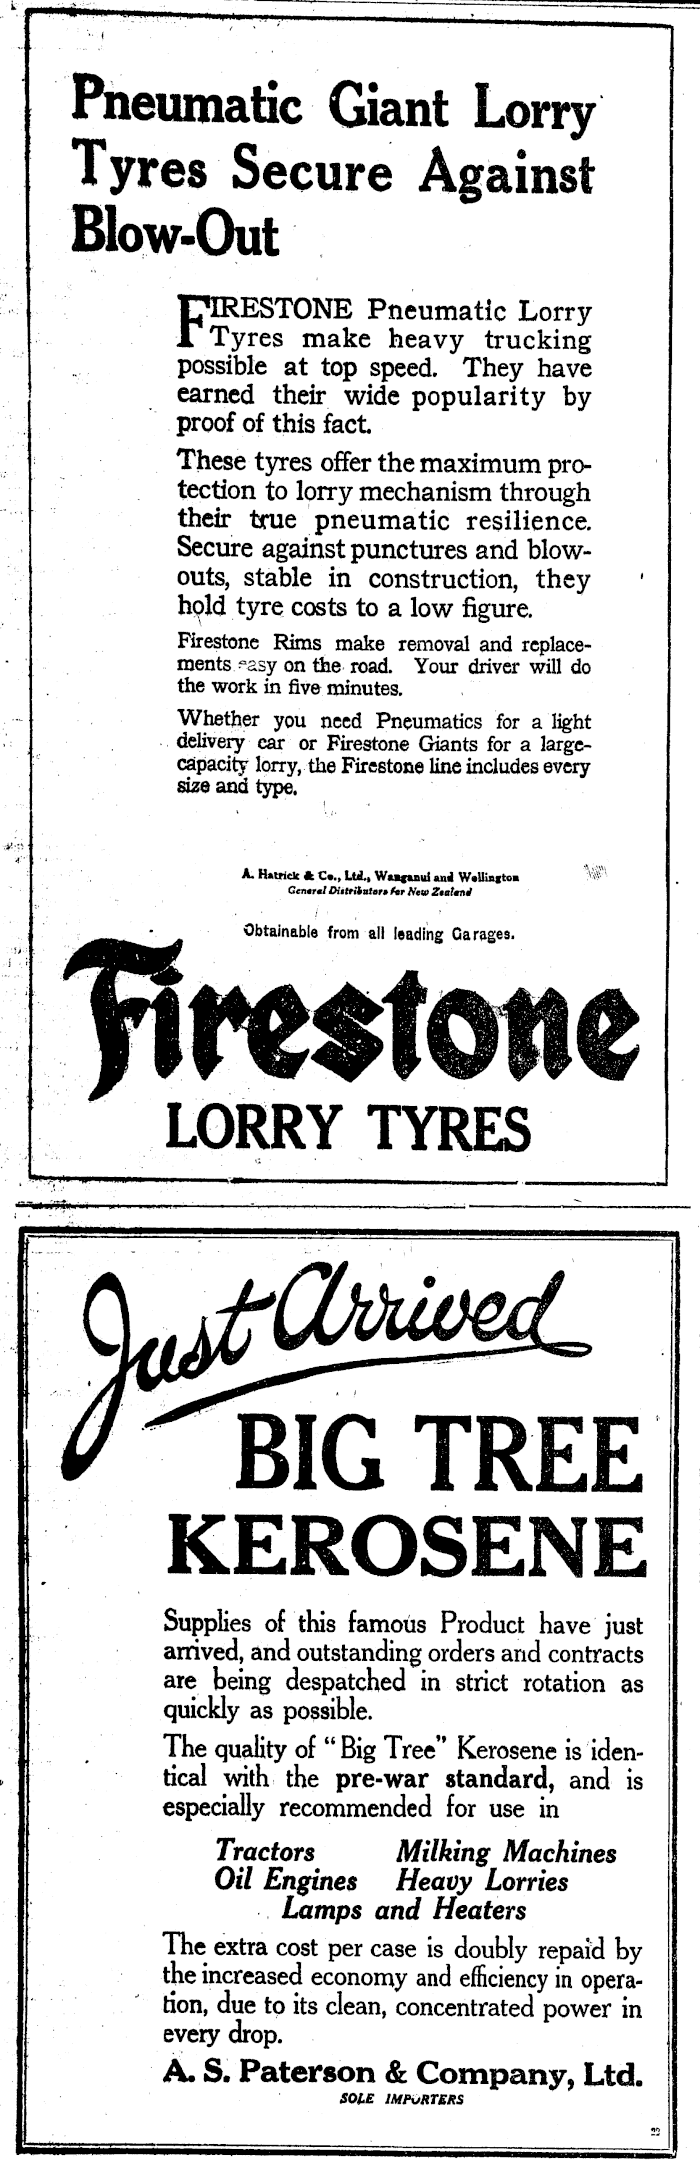 Pneumatic Giant Lorry
Tyres Secure Against
Blow-Out
FIRESTONE Pneumatic Lorry
Tyres make heavy trucking
possible at top speed. They have
earned their wide popularity by
proof of this fact.
These tyres offer the maximum pro-
tection to lorry mechanism through
their true pneumatic resilience.
Secure against punctures and blow-
outs, stable in construction, they
hold tyre costs to a low figure.
Firestone Rims make removal and replace-
ments easy on the road. Your driver will do
the work in five minutes.
Whether you need Pneumatics for a light
delivery car or Firestone Giants for a large-
capacity lorry, the Firestone line includes every
size and type.
A. Hatrick & Co., Ltd., Wanganui and Wellington
General Distributors for New Zealand
Obtainable from all leading Garages.
Firestone
LORRY TYRES
Just Arrived
BIG TREE
KEROSENE
Supplies of this famous Product have just
arrived, and outstanding orders and contracts
are being despatched in strict rotation as
quickly as possible.
The quality of "Big Tree" Kerosene is iden-
tical with the pre-war standard, and is
especially recommended for use in
Tractors Milking Machines
Oil Engines Heavy Lorries
Lamps and Heaters
The extra cost per case is doubly repaid by
the increased economy and efficiency in opera-
tion, due to its clean, concentrated power in
every drop.
A. S. Paterson & Company, Ltd.
SOLE IMPORTERS
22